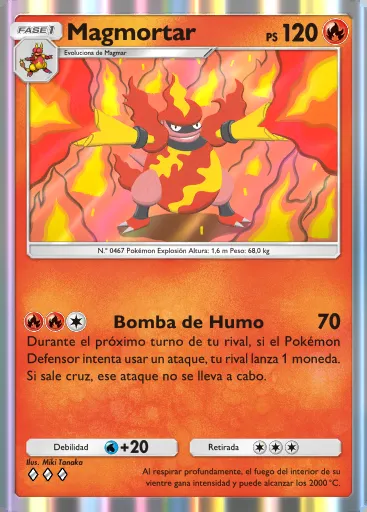 FASE 1
Magmortar
PS 120
Evoluciona de Magmar
N.º 0467 Pokémon Explosión Altura: 1,6 m Peso: 68,0 kg
Bomba de Humo 70
Durante el próximo turno de tu rival, si el Pokémon
Defensor intenta usar un ataque, tu rival lanza 1 moneda.
Si sale cruz, ese ataque no se lleva a cabo.
Debilidad +20 Retirada
Ilus. Miki Tanaka
Al respirar profundamente, el fuego del interior de su
vientre gana intensidad y puede alcanzar los 2000 °C.